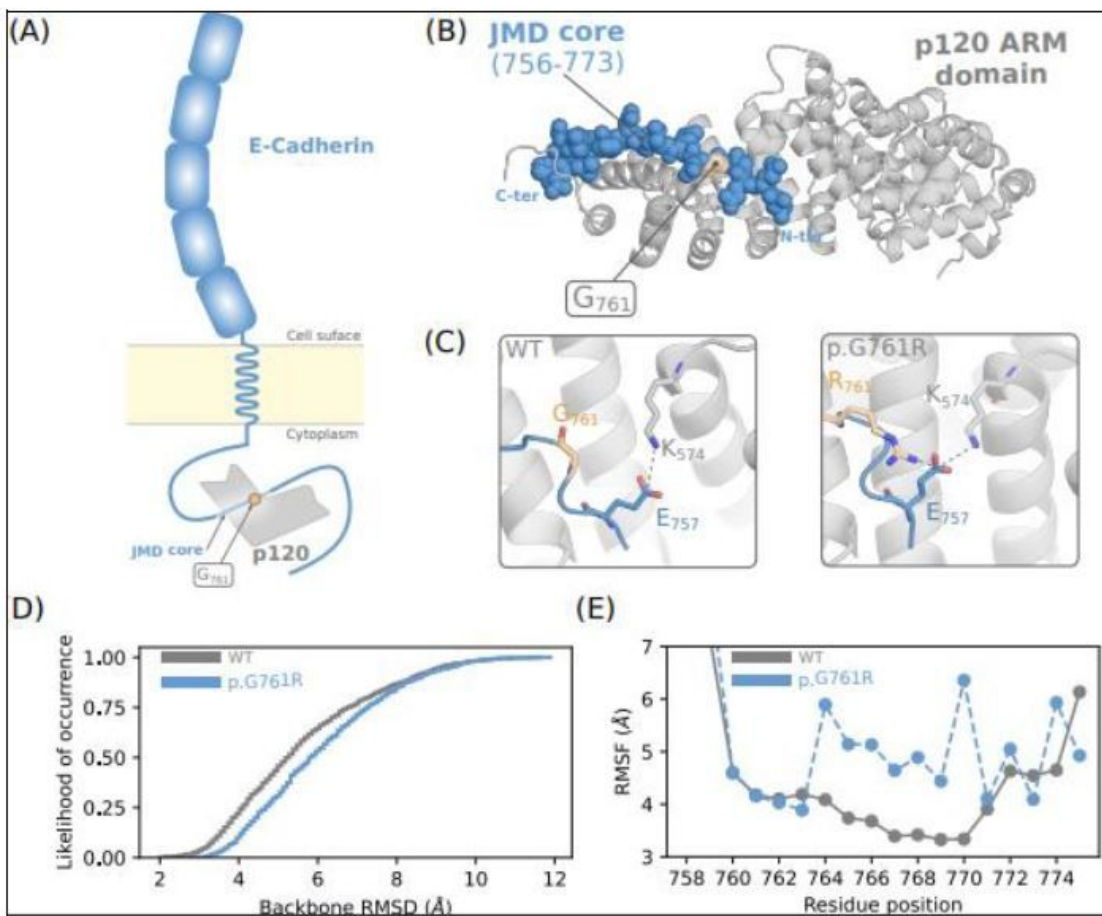 (A)
E-Cadherin
Cell suface
Cytoplasm
JMD core
p120
G761
(B)
JMD core
(756-773)
p120 ARM
domain
C-ter
N-ter
G761
(C)
WT
G761
K574
E757
p.G761R
R761
K574
E757
D)
Likelihood of occurrence
1.00
0.75
0.50
0.25
0.00
WT
p.G761R
2
4
6
8
10
12
Backbone RMSD (Å)
(E)
RMSF (Å)
7
6
5
4
3
WT
p.G761R
758
760
762
764
766
768
770
772
774
Residue position